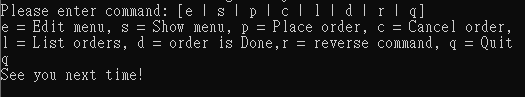 Please enter command: [e | s | p | c | l | d | r | q]
e = Edit menu, s = Show menu, p = Place order, c = Cancel order,
l = List orders, d = order is Done,r = reverse command, q = Quit
q
See you next time!